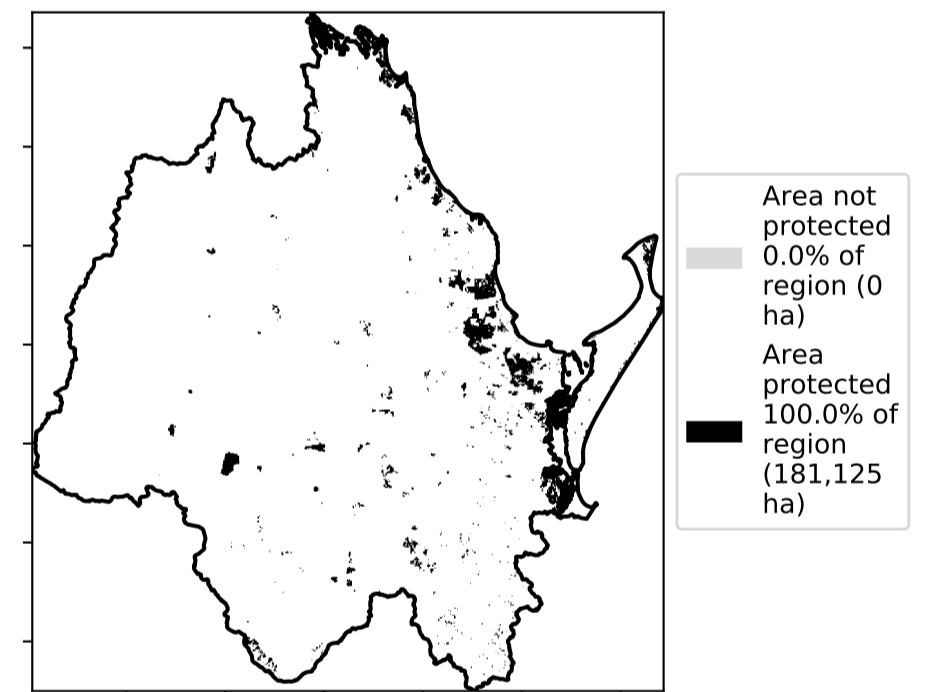 Area not
protected
0.0% of
region (0
ha)
Area
protected
100.0% of
region
(181,125
ha)